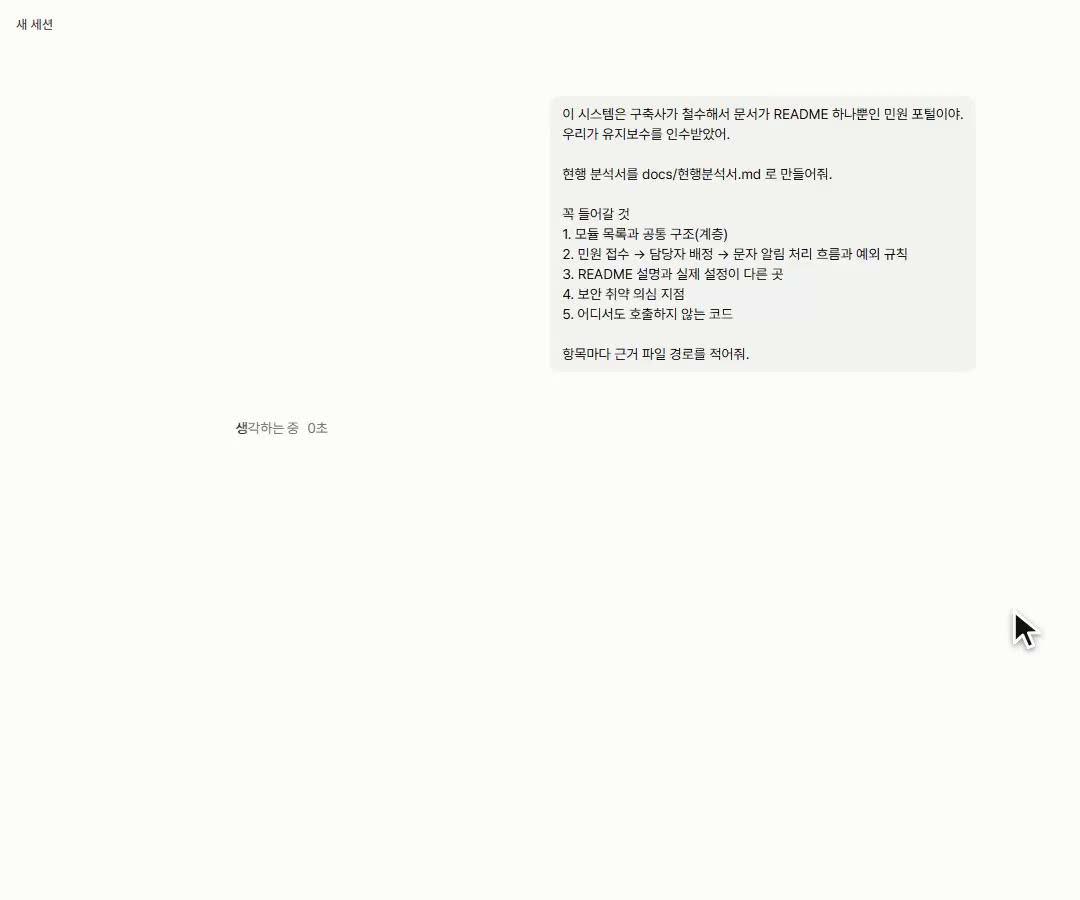 새 세션
이 시스템은 구축사가 철수해서 문서가 README 하나뿐인 민원 포털이야.
우리가 유지보수를 인수받았어.
현행 분석서를 docs/현행분석서.md 로 만들어줘.
꼭 들어갈 것
1. 모듈 목록과 공통 구조(계층)
2. 민원 접수 → 담당자 배정 → 문자 알림 처리 흐름과 예외 규칙
3. README 설명과 실제 설정이 다른 곳
4. 보안 취약 의심 지점
5. 어디서도 호출하지 않는 코드
항목마다 근거 파일 경로를 적어줘.
생각하는 중 0초